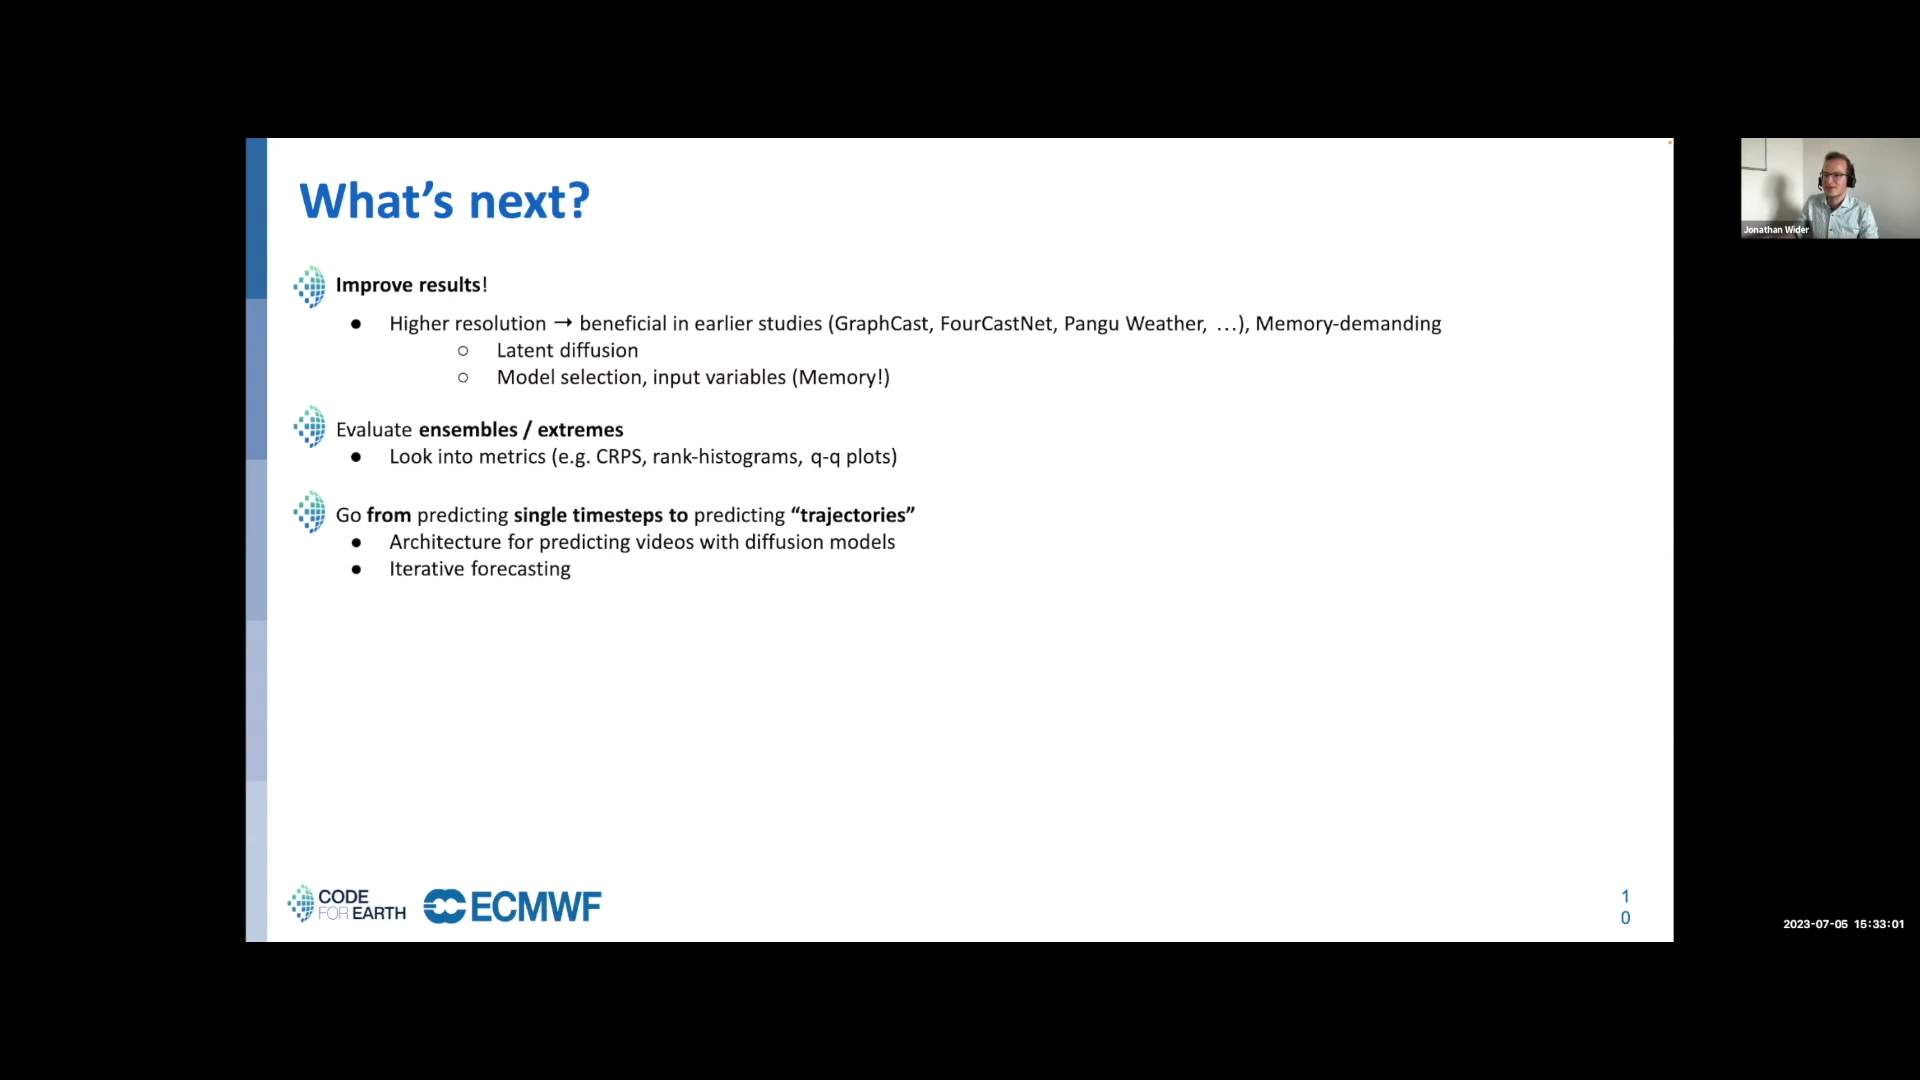 What’s next?
Improve results!
● Higher resolution → beneficial in earlier studies (GraphCast, FourCastNet, Pangu Weather, …), Memory-demanding
○ Latent diffusion
○ Model selection, input variables (Memory!)
Evaluate ensembles / extremes
● Look into metrics (e.g. CRPS, rank-histograms, q-q plots)
Go from predicting single timesteps to predicting “trajectories”
● Architecture for predicting videos with diffusion models
● Iterative forecasting
CODE
FOR EARTH
ECMWF
1
0
Jonathan Wider
2023-07-05 15:33:01